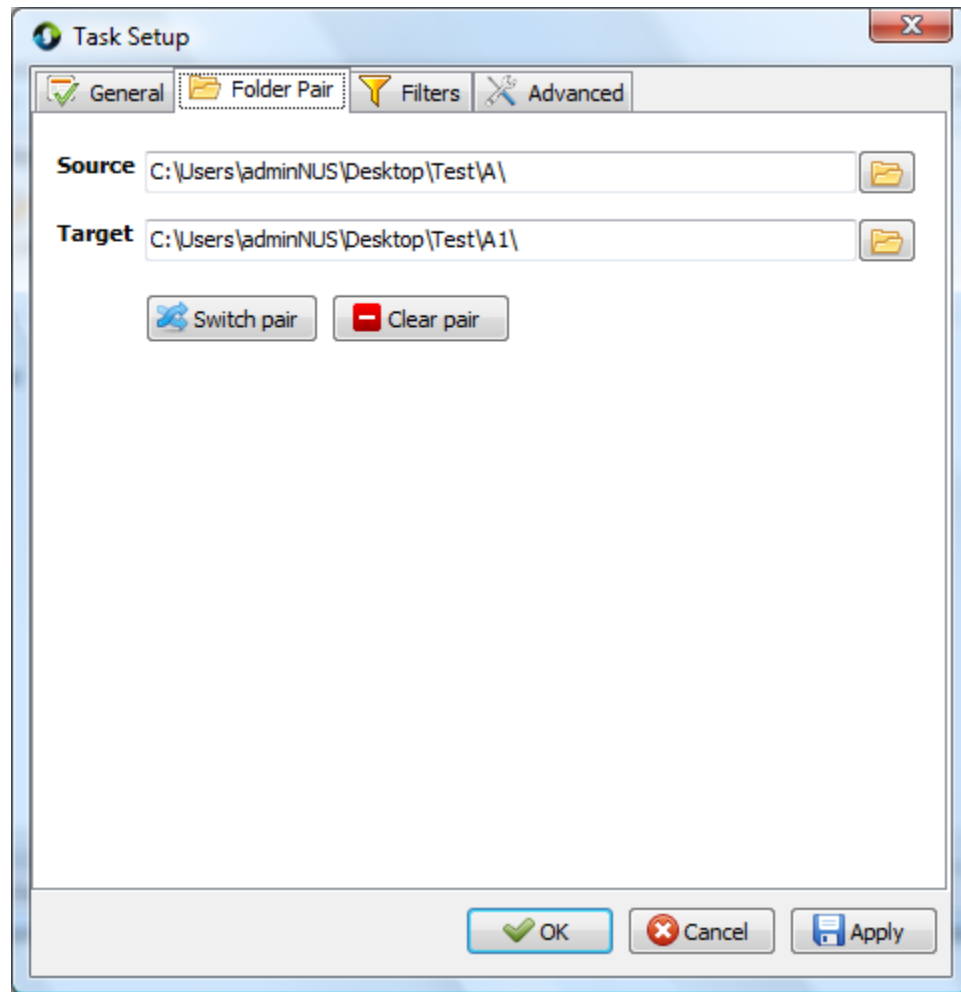 Task Setup
General Folder Pair Filters Advanced
Source C:\Users\adminNUS\Desktop\Test\A\
Target C:\Users\adminNUS\Desktop\Test\A1\
Switch pair Clear pair
OK Cancel Apply